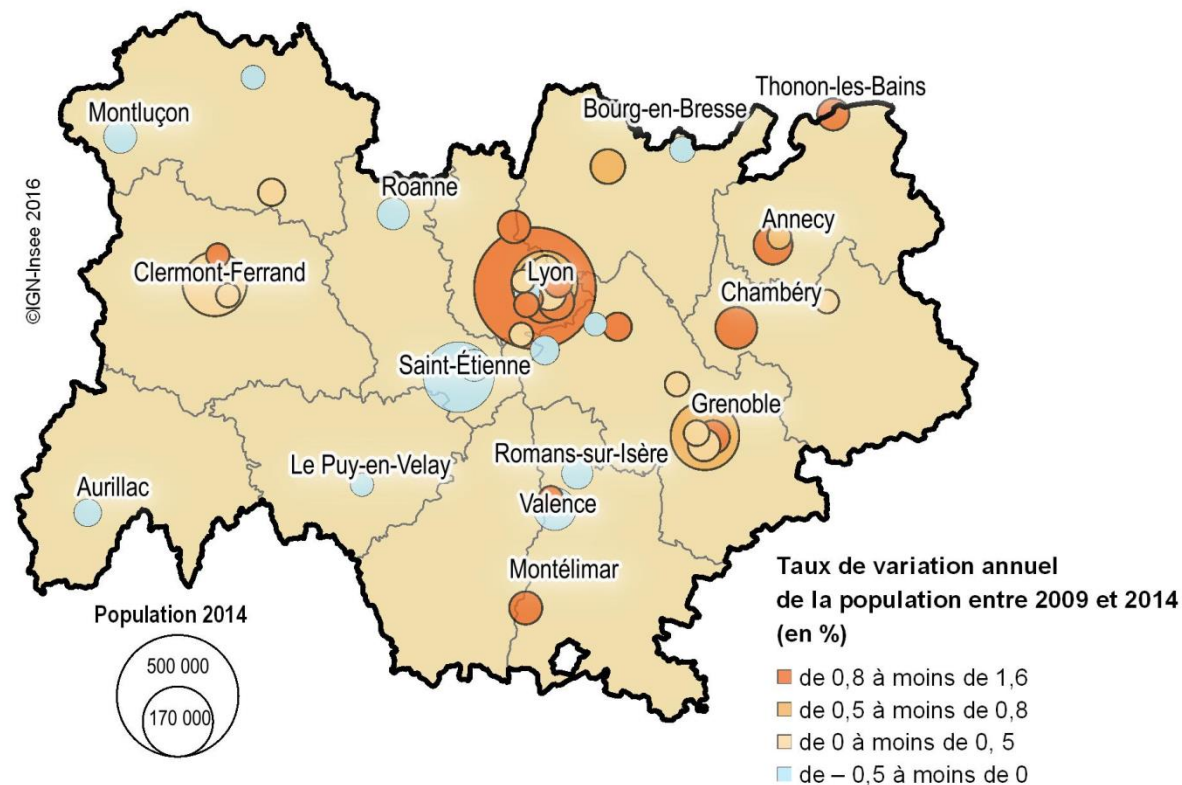 Thonon-les-Bains
Bourg-en-Bresse
Montluçon
Roanne
Annecy
Clermont-Ferrand
Lyon
Chambéry
©IGN-Insee 2016
Saint-Étienne
Grenoble
Romans-sur-Isère
Le Puy-en-Velay
Aurillac
Valence
Montélimar
Population 2014
500 000
170 000
Taux de variation annuel
de la population entre 2009 et 2014
(en %)
de 0,8 à moins de 1,6
de 0,5 à moins de 0,8
de 0 à moins de 0, 5
de – 0,5 à moins de 0